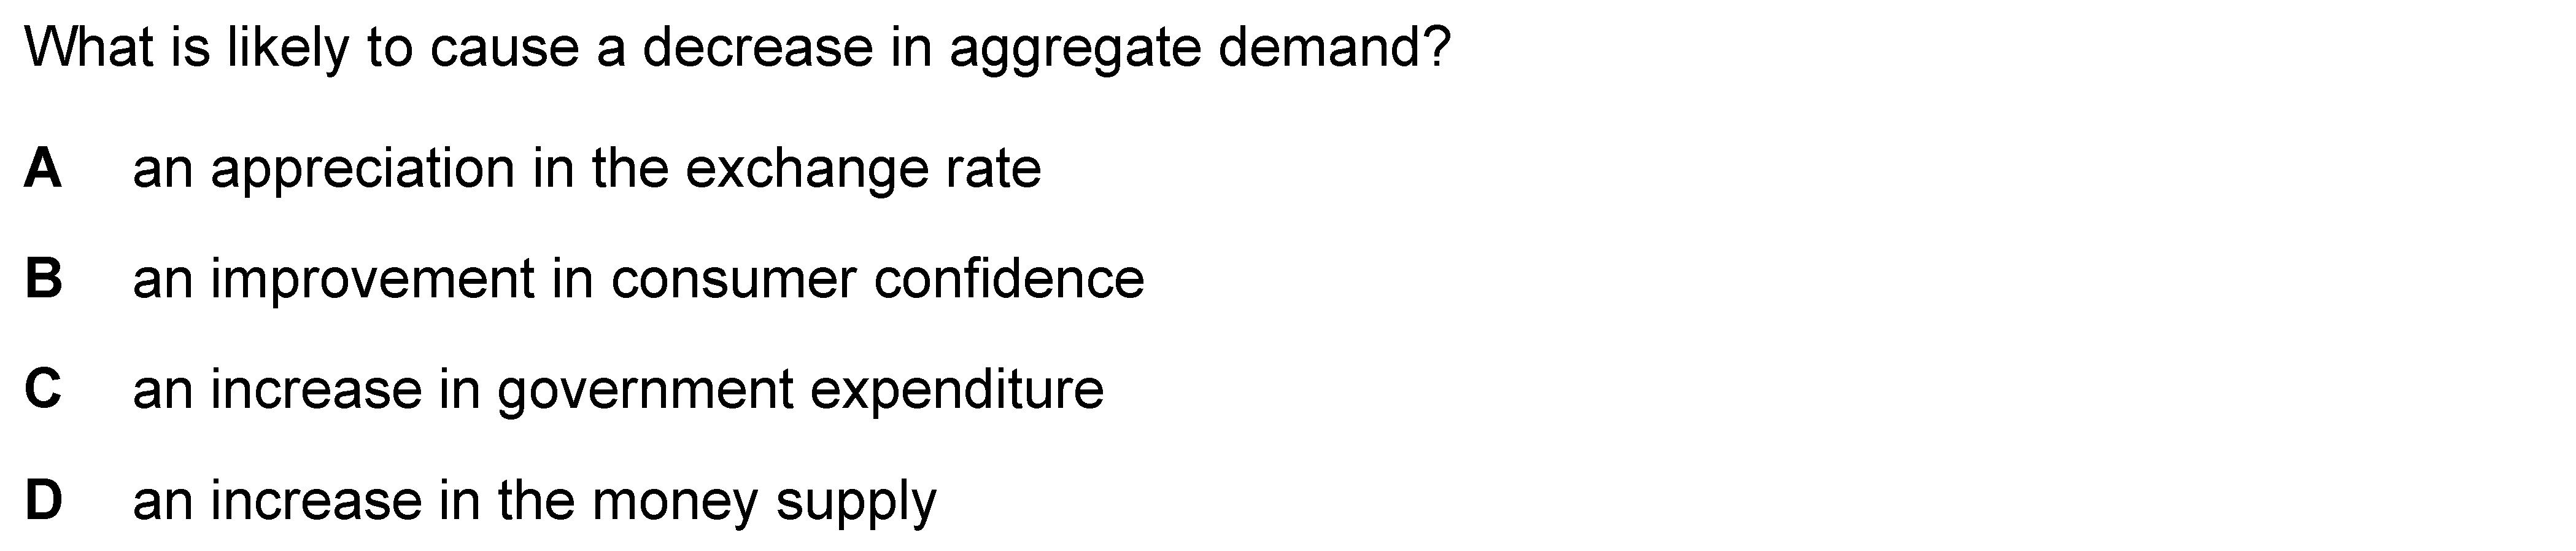 What is likely to cause a decrease in aggregate demand?
A an appreciation in the exchange rate
B an improvement in consumer confidence
C an increase in government expenditure
D an increase in the money supply